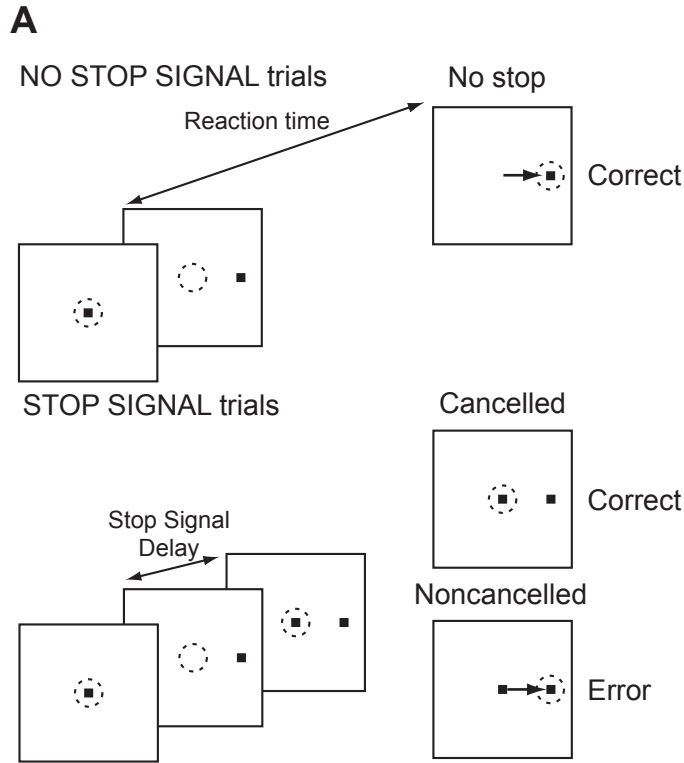 A
NO STOP SIGNAL trials
No stop
Reaction time
Correct
STOP SIGNAL trials
Cancelled
Correct
Stop Signal
Delay
Noncancelled
Error